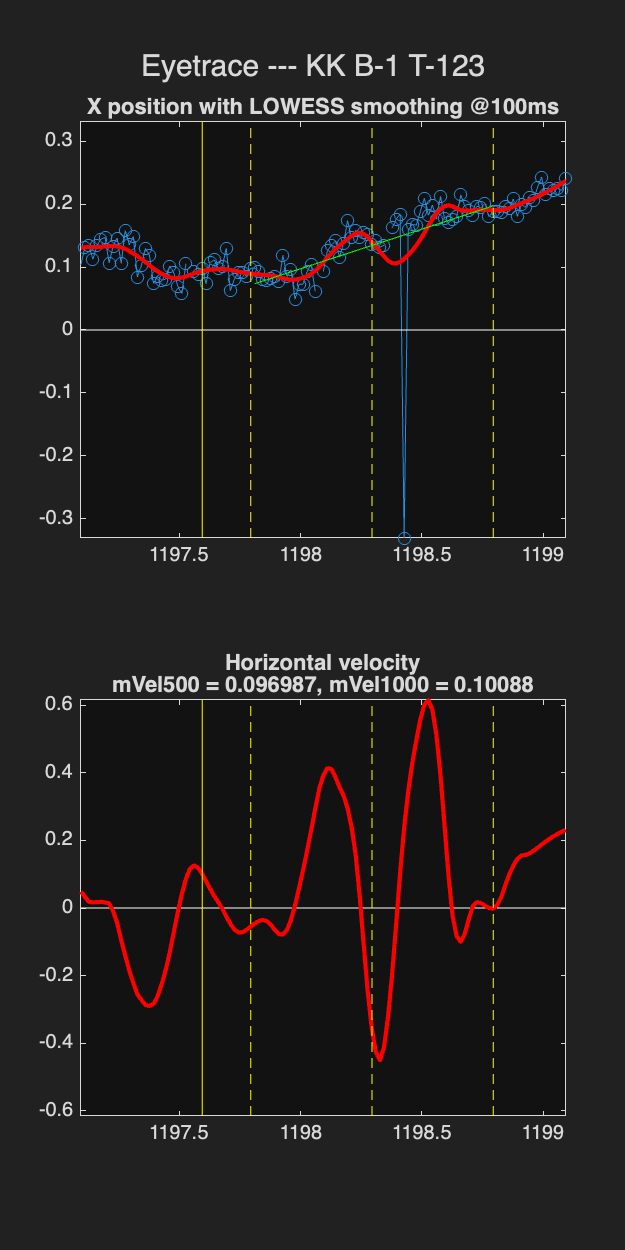 Eyetrace --- KK B-1 T-123
X position with LOWESS smoothing @100ms
0.3
0.2
0.1
0
-0.1
-0.2
-0.3
1197.5 1198 1198.5 1199
Horizontal velocity
mVel500 = 0.096987, mVel1000 = 0.10088
0.6
0.4
0.2
0
-0.2
-0.4
-0.6
1197.5 1198 1198.5 1199